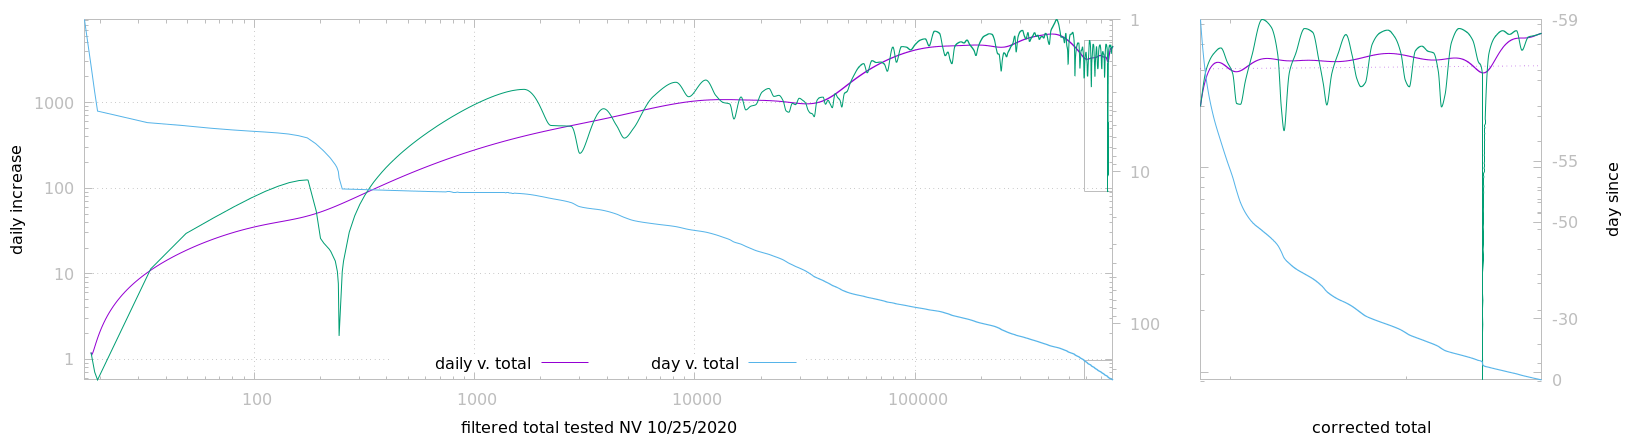 1
-59
1000
-55
10
100
-50
daily increase
day since
10
-30
100
1
daily v. total
day v. total
0
100
1000
10000
100000
filtered total tested NV 10/25/2020
corrected total